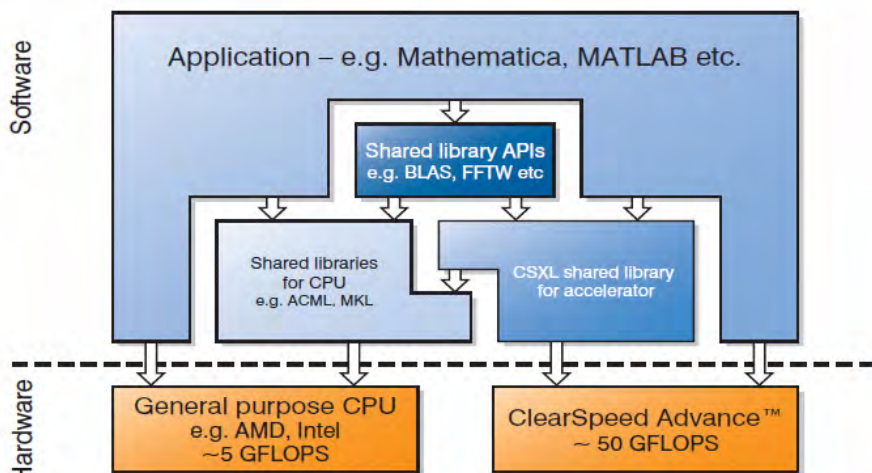 Software
Application – e.g. Mathematica, MATLAB etc.
Shared library APIs
e.g. BLAS, FFTW etc
Shared libraries
for CPU
e.g. ACML, MKL
CSXL shared library
for accelerator
Hardware
General purpose CPU
e.g. AMD, Intel
~5 GFLOPS
ClearSpeed Advance™
~ 50 GFLOPS